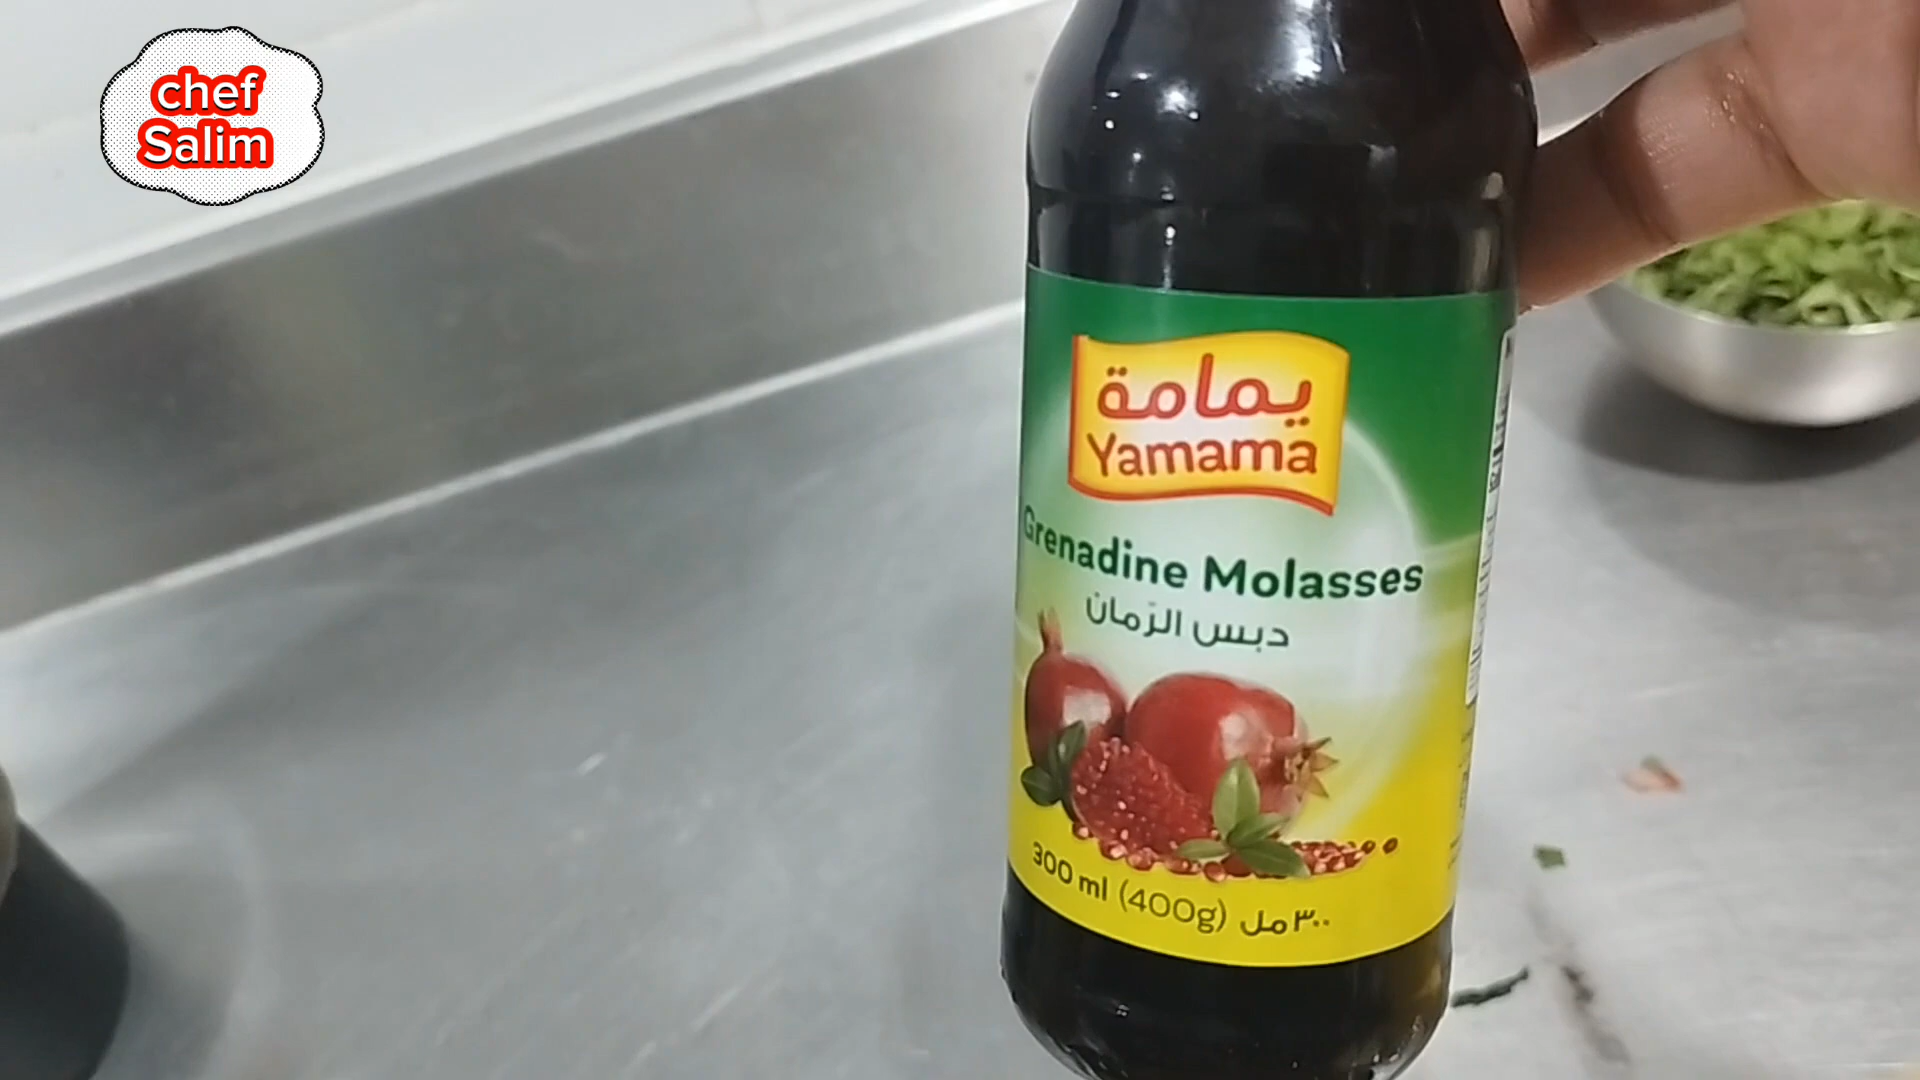 chef
Salim
يمامة
Yamama
Grenadine Molasses
دبس الرّمان
300 ml (400g) ٣٠٠ مل